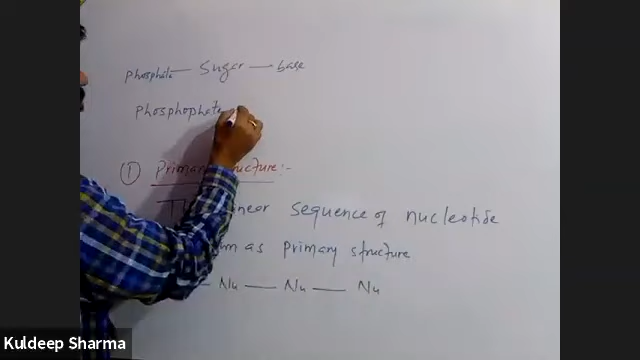 Phosphate — Sugar — base
Phosphophate
① Primary structure :-
The linear sequence of nucleotide
as primary structure
Nu — Nu — Nu
Kuldeep Sharma